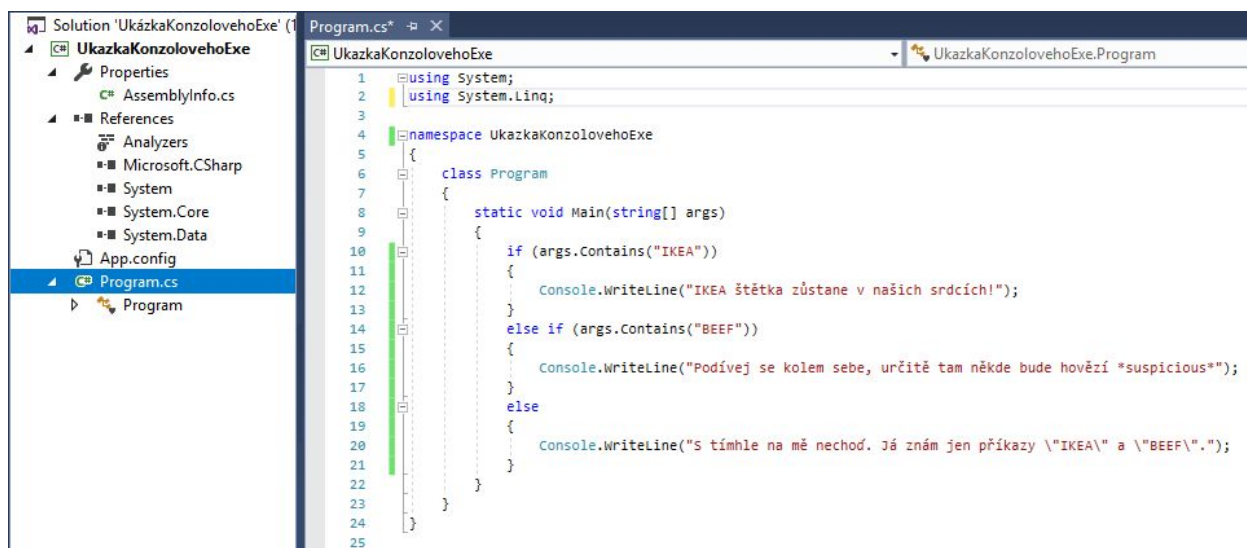 Solution 'UkázkaKonzolovehoExe' (1
UkazkaKonzolovehoExe
Properties
AssemblyInfo.cs
References
Analyzers
Microsoft.CSharp
System
System.Core
System.Data
App.config
Program.cs
Program
Program.cs*
UkazkaKonzolovehoExe
UkazkaKonzolovehoExe.Program
1 using System;
2 using System.Linq;
3
4 namespace UkazkaKonzolovehoExe
5 {
6 class Program
7 {
8 static void Main(string[] args)
9 {
10 if (args.Contains("IKEA"))
11 {
12 Console.WriteLine("IKEA štětka zůstane v našich srdcích!");
13 }
14 else if (args.Contains("BEEF"))
15 {
16 Console.WriteLine("Podívej se kolem sebe, určitě tam někde bude hovězí *suspicious*");
17 }
18 else
19 {
20 Console.WriteLine("S tímhle na mě nechoď. Já znám jen příkazy \"IKEA\" a \"BEEF\".");
21 }
22 }
23 }
24 }
25